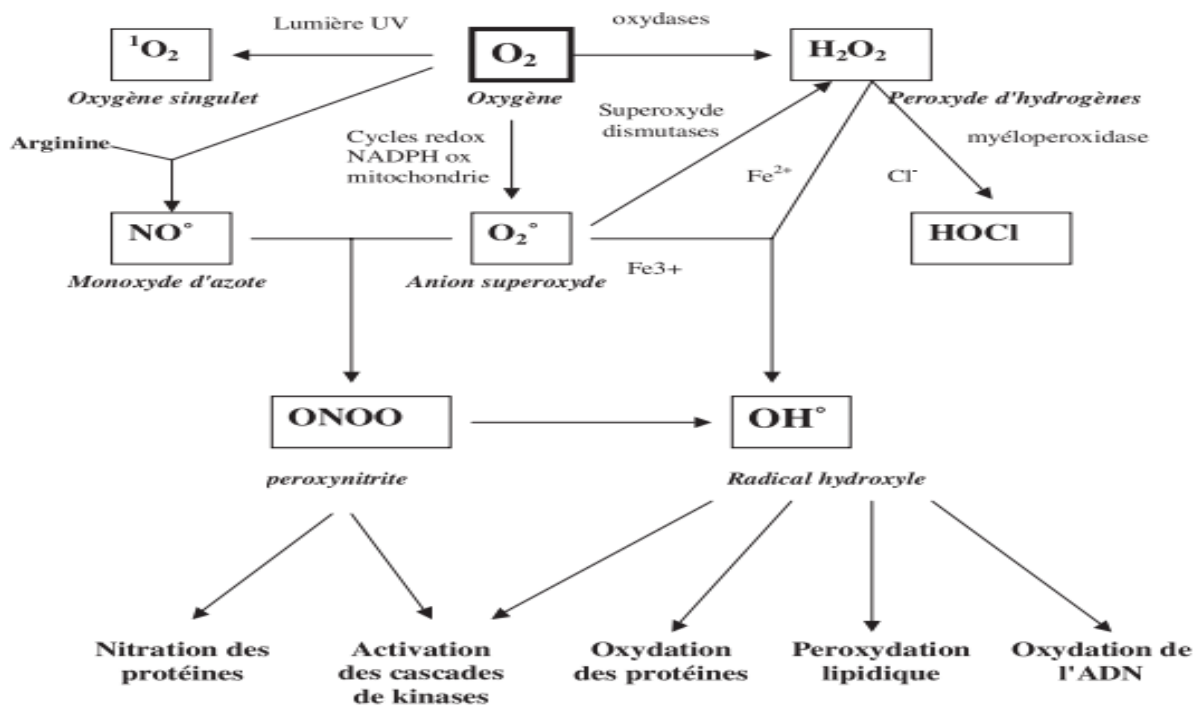 Lumière UV
oxydases
¹O₂
O₂
H₂O₂
Oxygène singulet
Oxygène
Peroxyde d'hydrogènes
Superoxyde
dismutases
Arginine
Cycles redox
NADPH ox
mitochondrie
myéloperoxidase
Fe²⁺
Cl⁻
NO°
O₂°
HOCl
Monoxyde d'azote
Anion superoxyde
Fe3+
ONOO
OH°
peroxynitrite
Radical hydroxyle
Nitration des
protéines
Activation
des cascades
de kinases
Oxydation
des protéines
Peroxydation
lipidique
Oxydation de
l'ADN